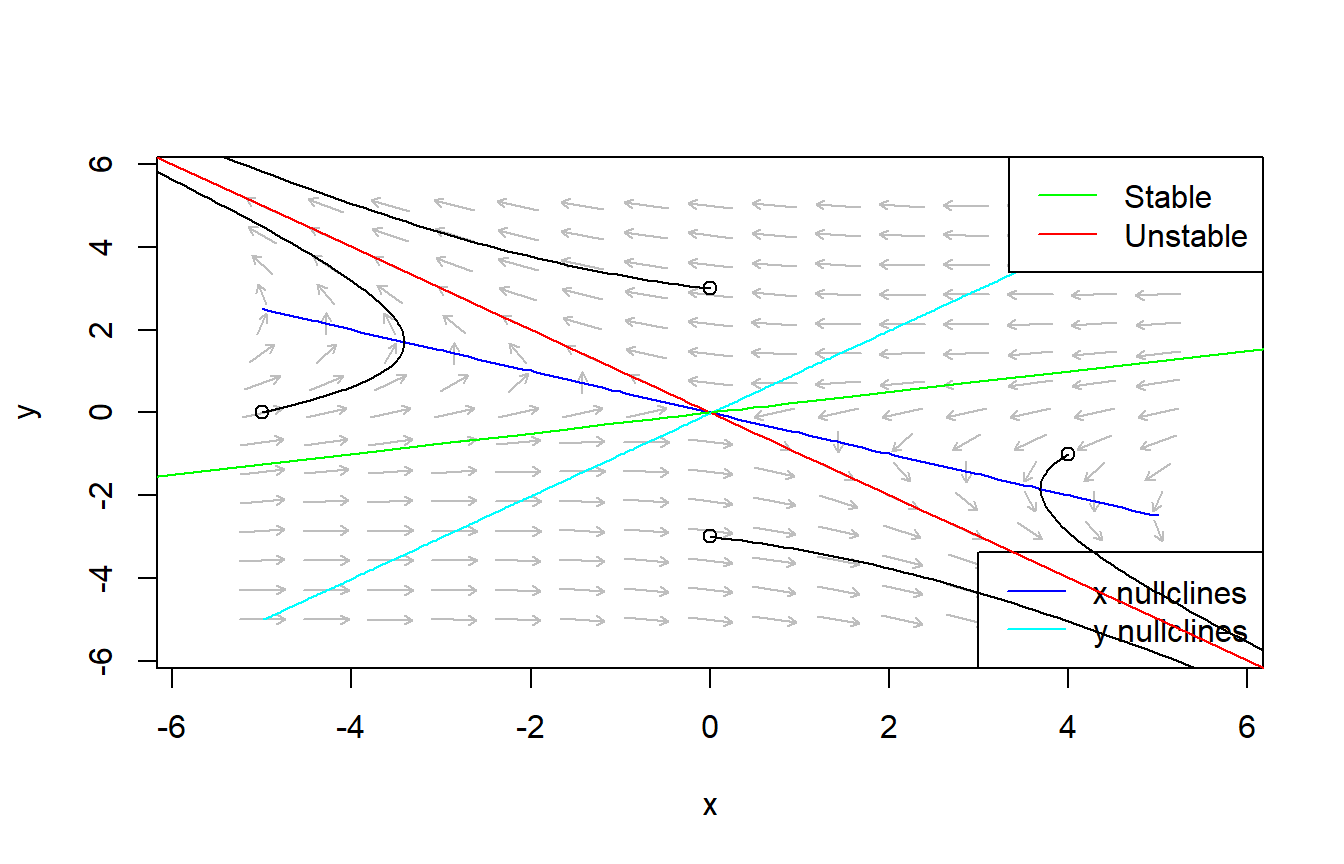 6
4
2
0
-2
-4
-6
y
Stable
Unstable
x nullclines
y nullclines
-6 -4 -2 0 2 4 6
x